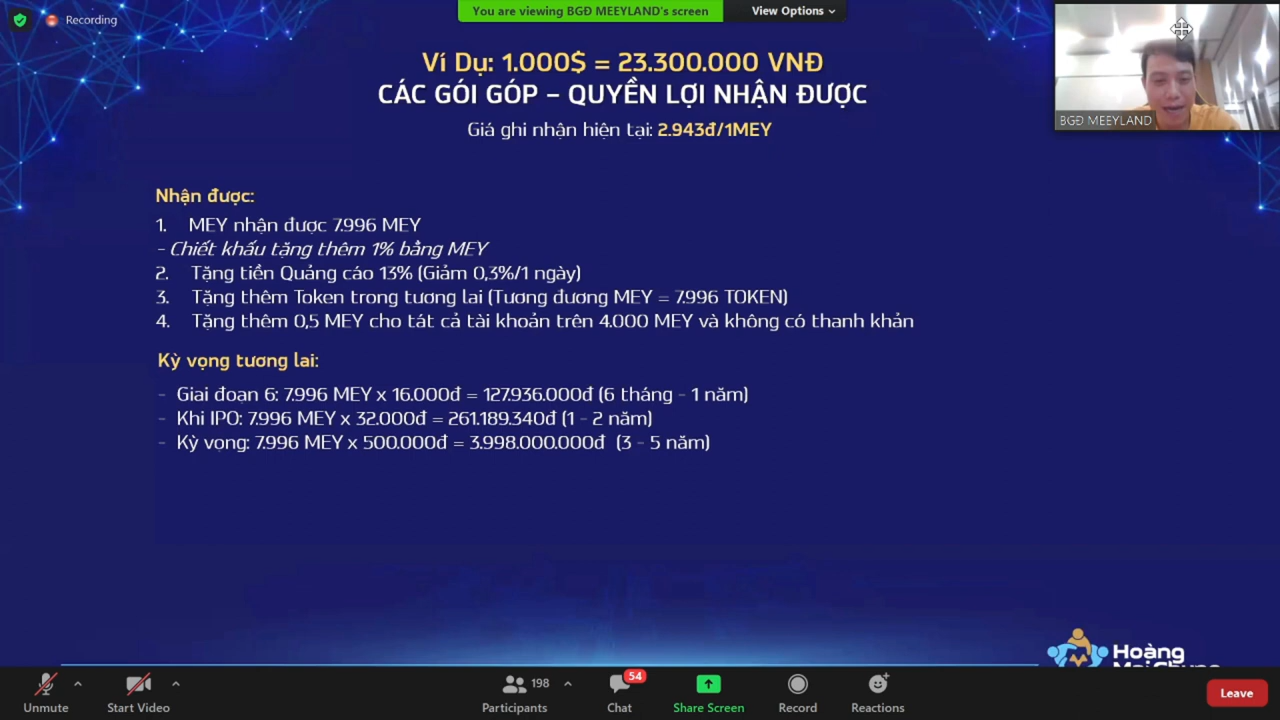 Recording
You are viewing BGĐ MEEYLAND's screen
View Options
BGĐ MEEYLAND
Ví Dụ: 1.000$ = 23.300.000 VNĐ
CÁC GÓI GÓP – QUYỀN LỢI NHẬN ĐƯỢC
Giá ghi nhận hiện tại: 2.943đ/1MEY
Nhận được:
1. MEY nhận được 7.996 MEY
- Chiết khấu tặng thêm 1% bằng MEY
2. Tặng tiền Quảng cáo 13% (Giảm 0,3%/1 ngày)
3. Tặng thêm Token trong tương lai (Tương đương MEY = 7.996 TOKEN)
4. Tặng thêm 0,5 MEY cho tát cả tài khoản trên 4.000 MEY và không có thanh khản
Kỳ vọng tương lai:
- Giai đoạn 6: 7.996 MEY x 16.000đ = 127.936.000đ (6 tháng - 1 năm)
- Khi IPO: 7.996 MEY x 32.000đ = 261.189.340đ (1 - 2 năm)
- Kỳ vọng: 7.996 MEY x 500.000đ = 3.998.000.000đ (3 - 5 năm)
Hoàng
Mai Chung
Unmute
Start Video
198
Participants
54
Chat
Share Screen
Record
Reactions
Leave